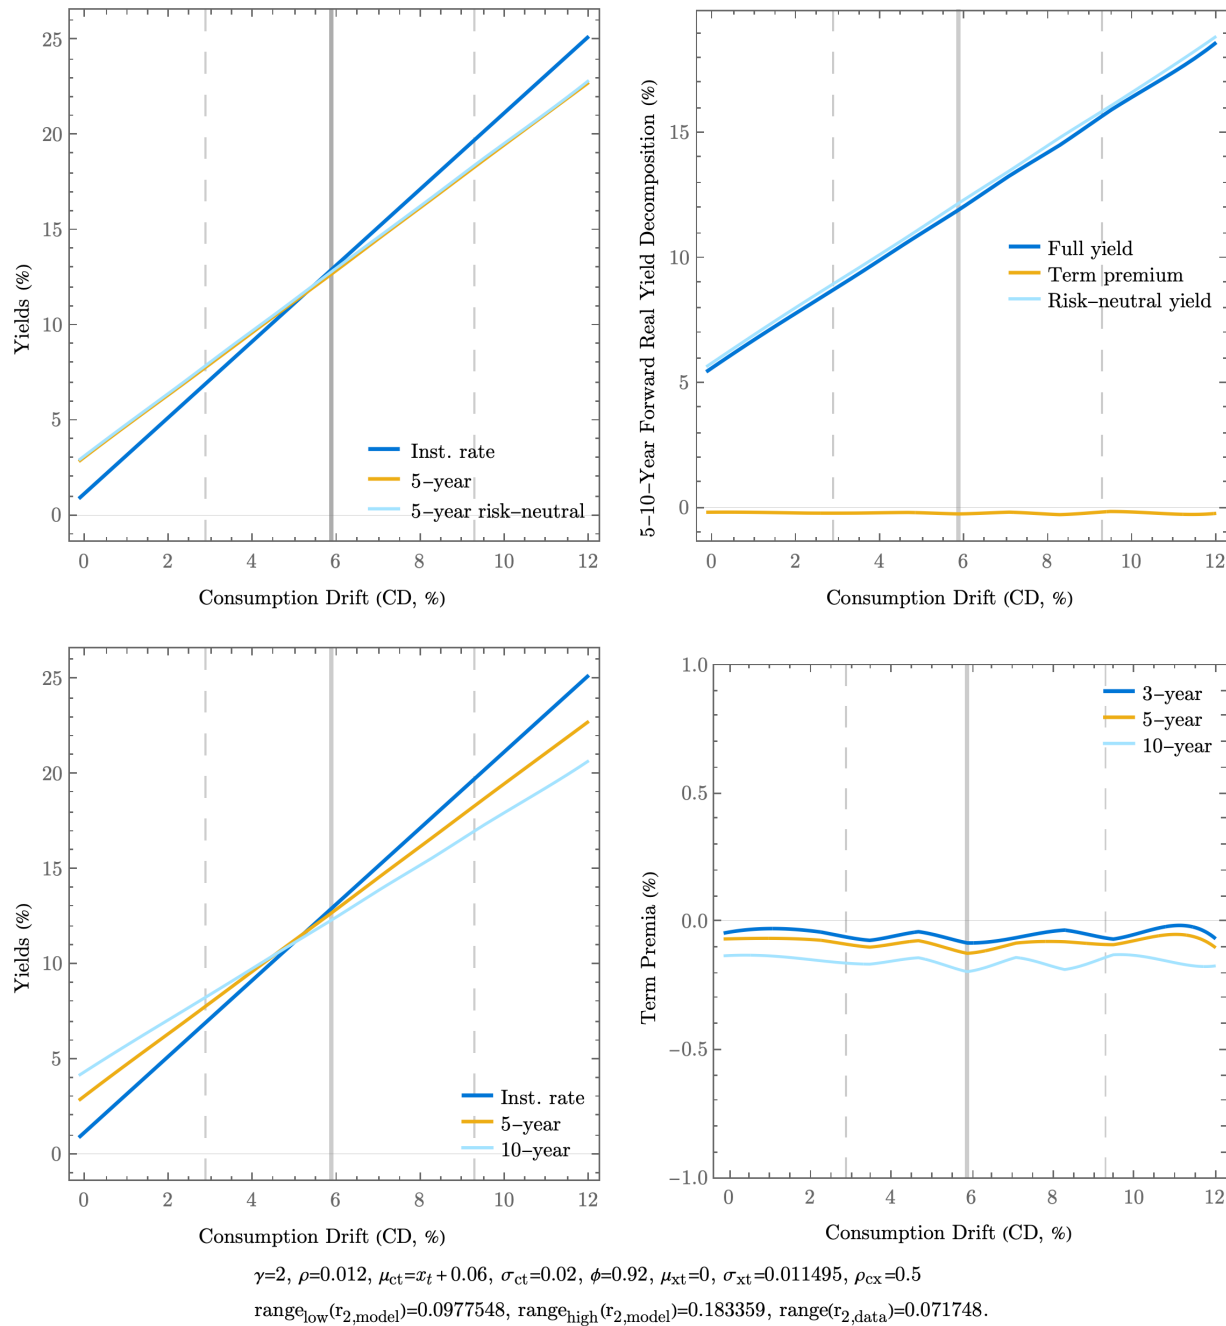 25
20
15
10
5
0
Yields (%)
Inst. rate
5–year
5–year risk–neutral
0 2 4 6 8 10 12
Consumption Drift (CD, %)
5–10–Year Forward Real Yield Decomposition (%)
15
10
5
0
Full yield
Term premium
Risk–neutral yield
0 2 4 6 8 10 12
Consumption Drift (CD, %)
25
20
15
10
5
0
Yields (%)
Inst. rate
5–year
10–year
0 2 4 6 8 10 12
Consumption Drift (CD, %)
1.0
0.5
0.0
−0.5
−1.0
Term Premia (%)
3–year
5–year
10–year
0 2 4 6 8 10 12
Consumption Drift (CD, %)
γ=2, ρ=0.012, μct=xt+0.06, σct=0.02, ϕ=0.92, μxt=0, σxt=0.011495, ρcx=0.5
rangelow(r2,model)=0.0977548, rangehigh(r2,model)=0.183359, range(r2,data)=0.071748.